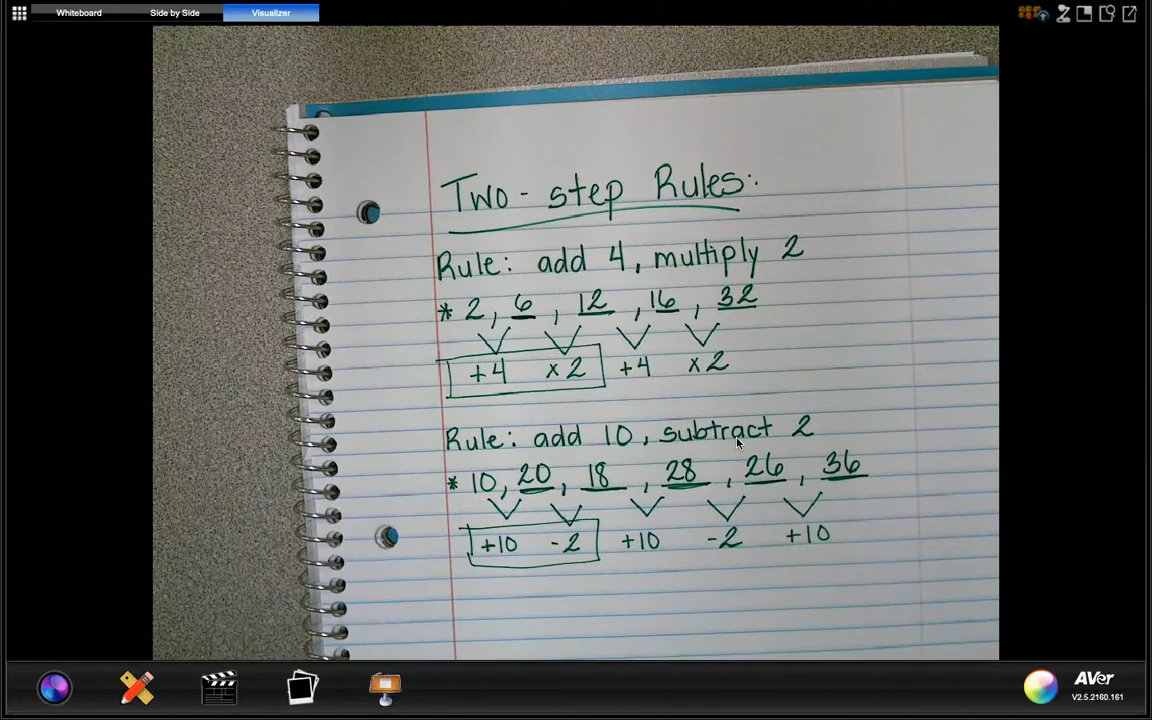 Whiteboard Side by Side Visualizer
Two-step Rules:
Rule: add 4, multiply 2
* 2, 6, 12, 16, 32
+4 ×2 +4 ×2
Rule: add 10, subtract 2
* 10, 20, 18, 28, 26, 36
+10 -2 +10 -2 +10
AVer
V2.5.2160.161